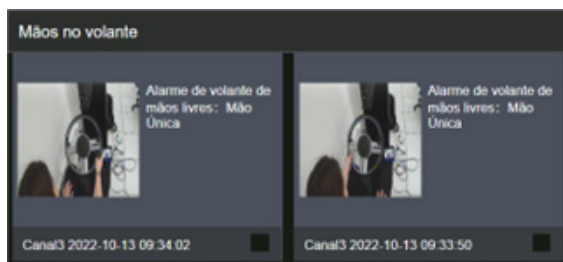 Mãos no volante
Alarme de volante de
mãos livres: Mão
Única
Alarme de volante de
mãos livres: Mão
Única
Canal3 2022-10-13 09:34:02
Canal3 2022-10-13 09:33:50